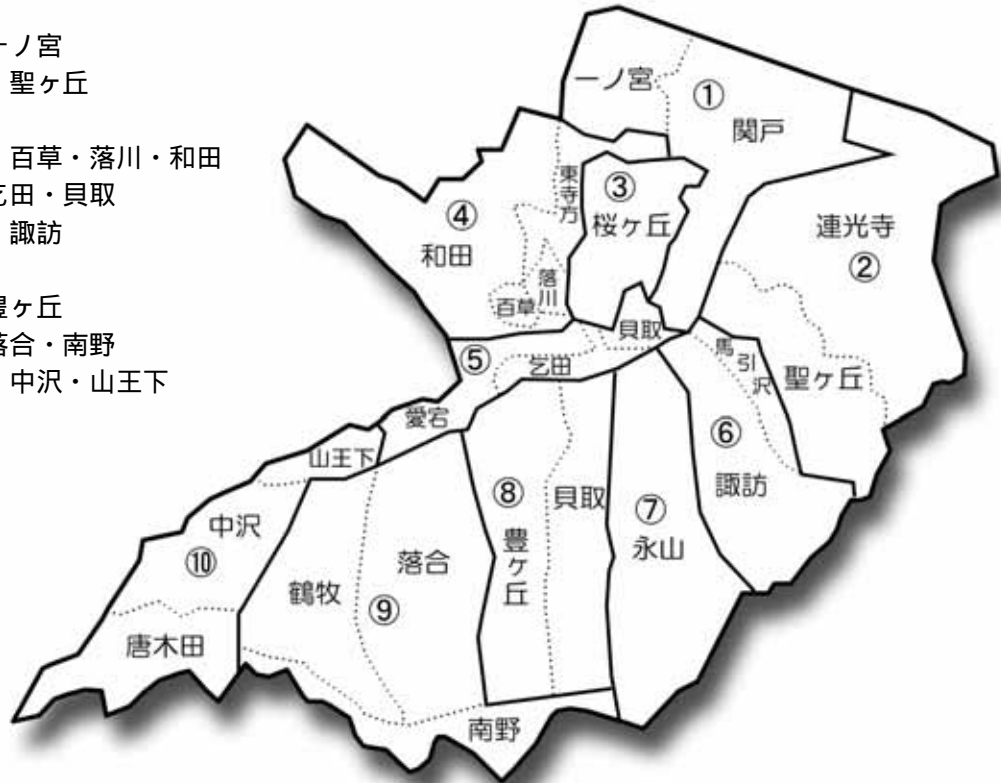 一ノ宮
聖ヶ丘
百草・落川・和田
乞田・貝取
諏訪
豊ヶ丘
落合・南野
中沢・山王下
一ノ宮
①
関戸
東寺方
③
桜ヶ丘
④
和田
連光寺
②
落川
百草
貝取
⑤
乞田
馬引沢
聖ヶ丘
愛宕
⑥
諏訪
山王下
⑧
豊ヶ丘
貝取
⑦
永山
中沢
⑩
鶴牧
落合
⑨
唐木田
南野